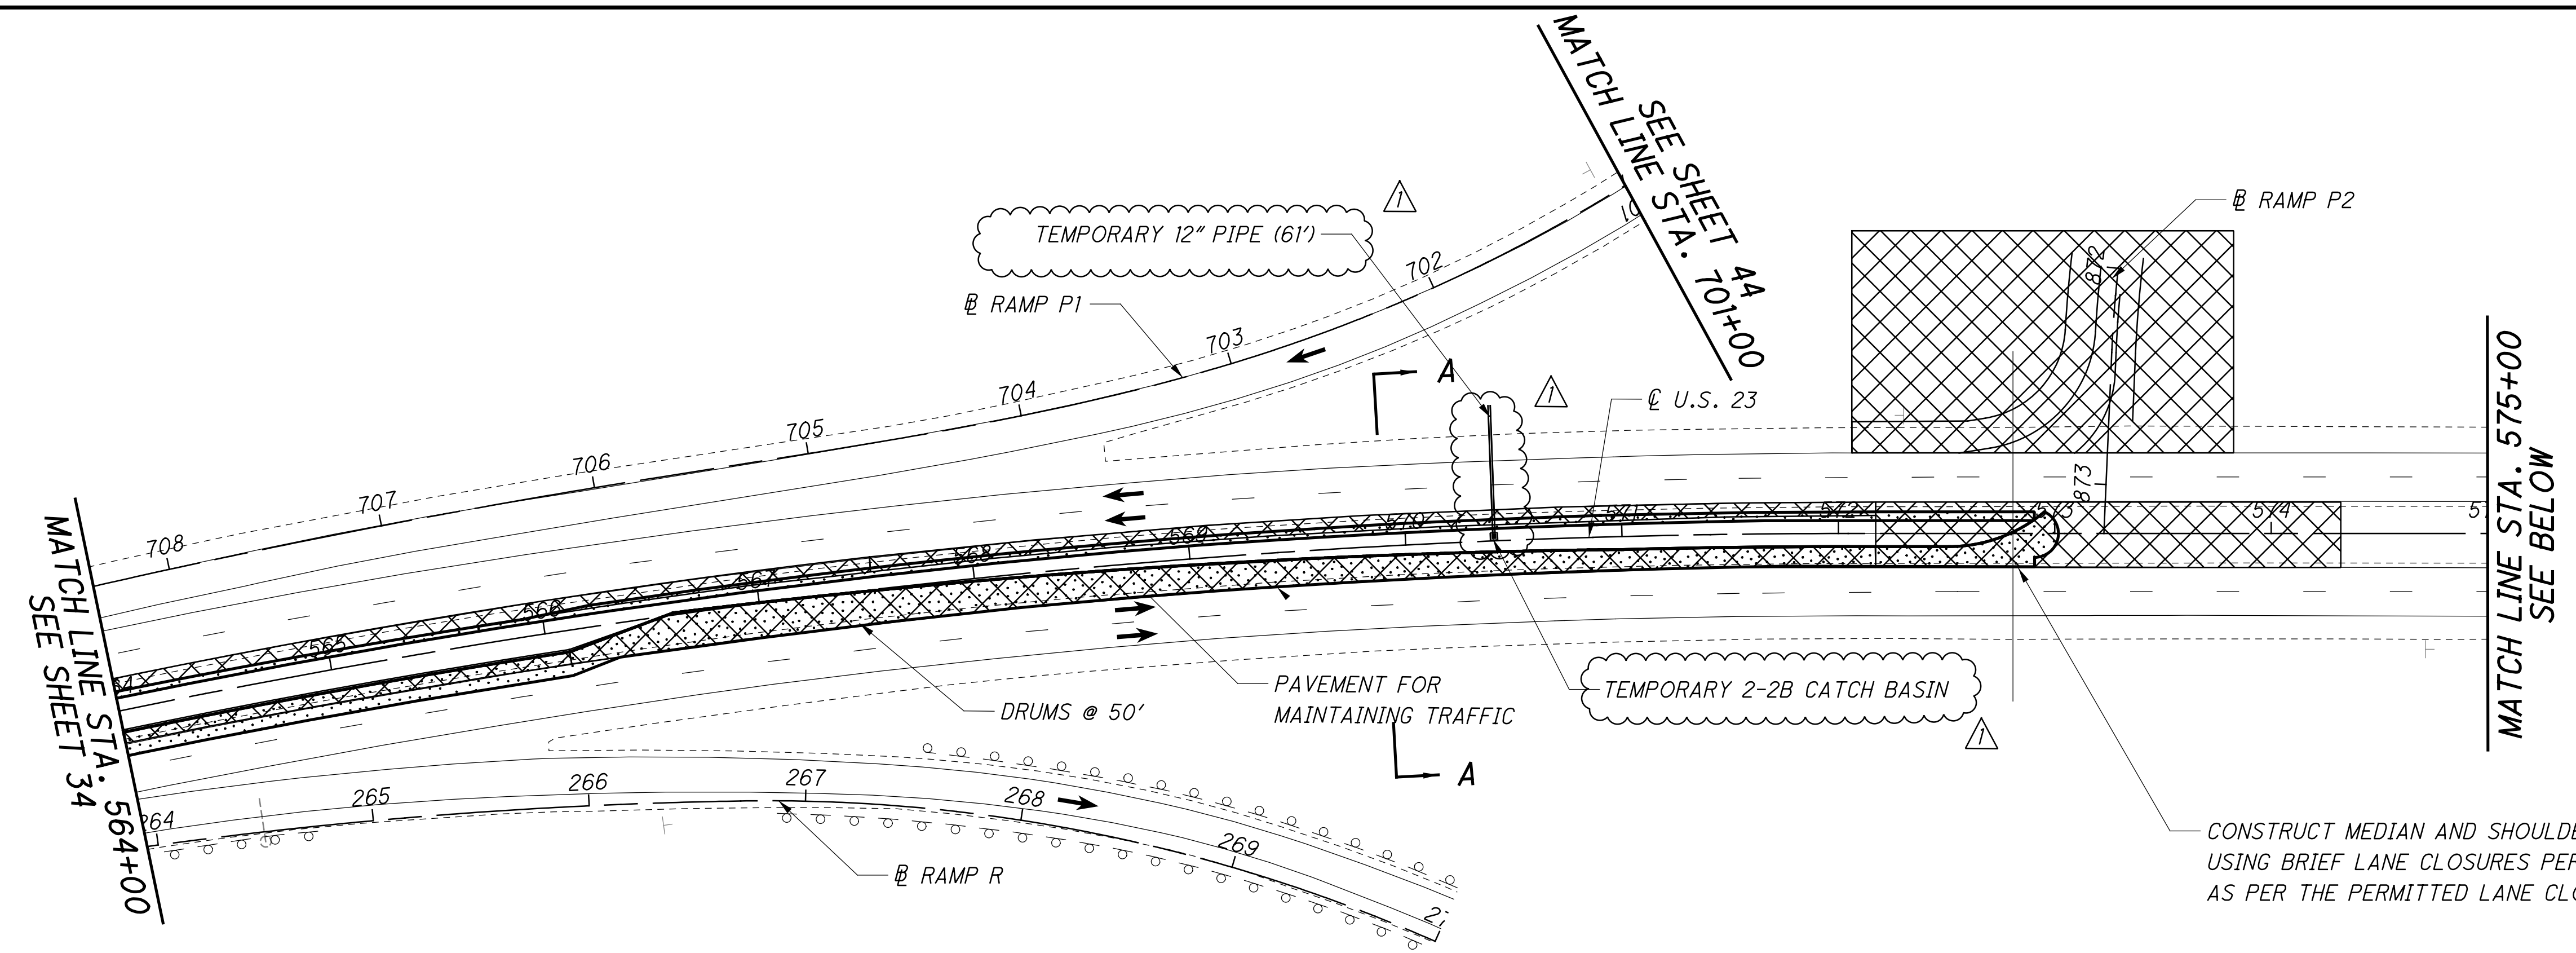 MATCH LINE STA. 701+00
SEE SHEET 44
1
TEMPORARY 12" PIPE (61')
℄ RAMP P2
702
872
703
704
705
706
707
708
℄ RAMP P1
A
1
℄ U.S. 23
MATCH LINE STA. 575+00
SEE BELOW
873
565
566
567
568
569
570
571
572
573
574
MATCH LINE STA. 564+00
SEE SHEET 34
PAVEMENT FOR
MAINTAINING TRAFFIC
DRUMS @ 50'
TEMPORARY 2-2B CATCH BASIN
1
A
264
265
266
267
268
269
℄ RAMP R
CONSTRUCT MEDIAN AND
USING BRIEF LANE CLOSURES
AS PER THE PERMITTED LANE